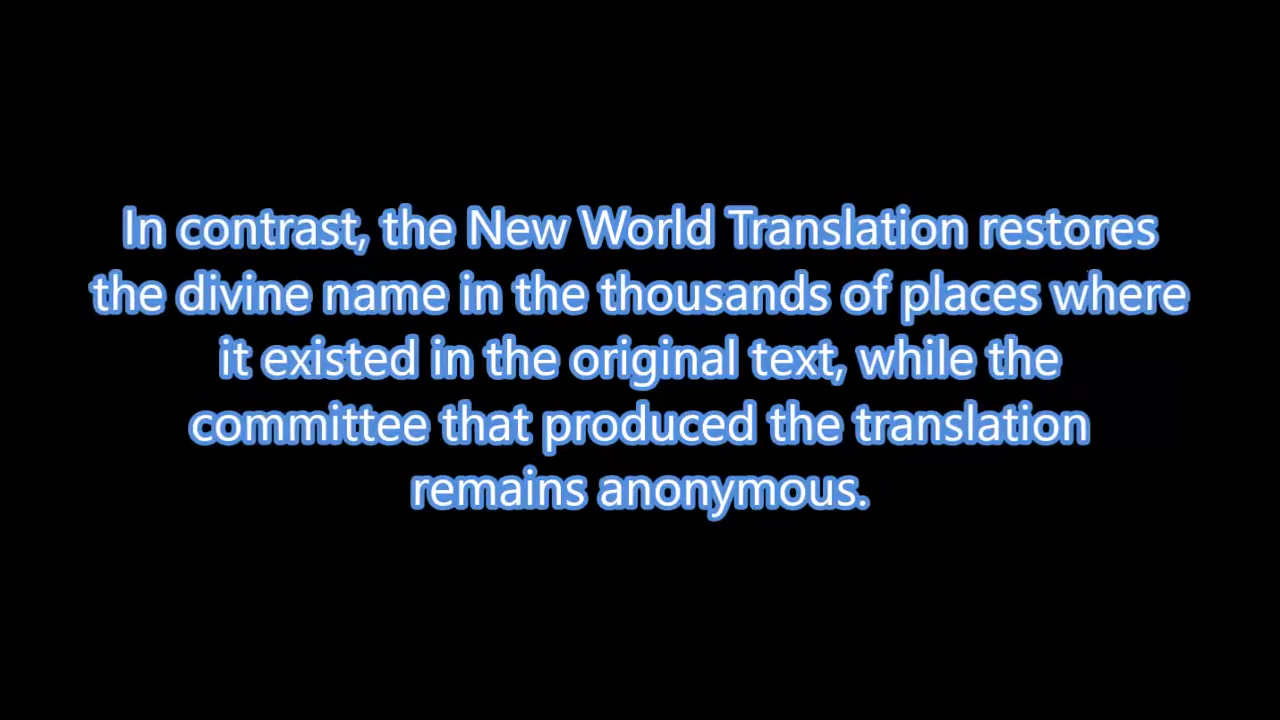 In contrast, the New World Translation restores
the divine name in the thousands of places where
it existed in the original text, while the
committee that produced the translation
remains anonymous.